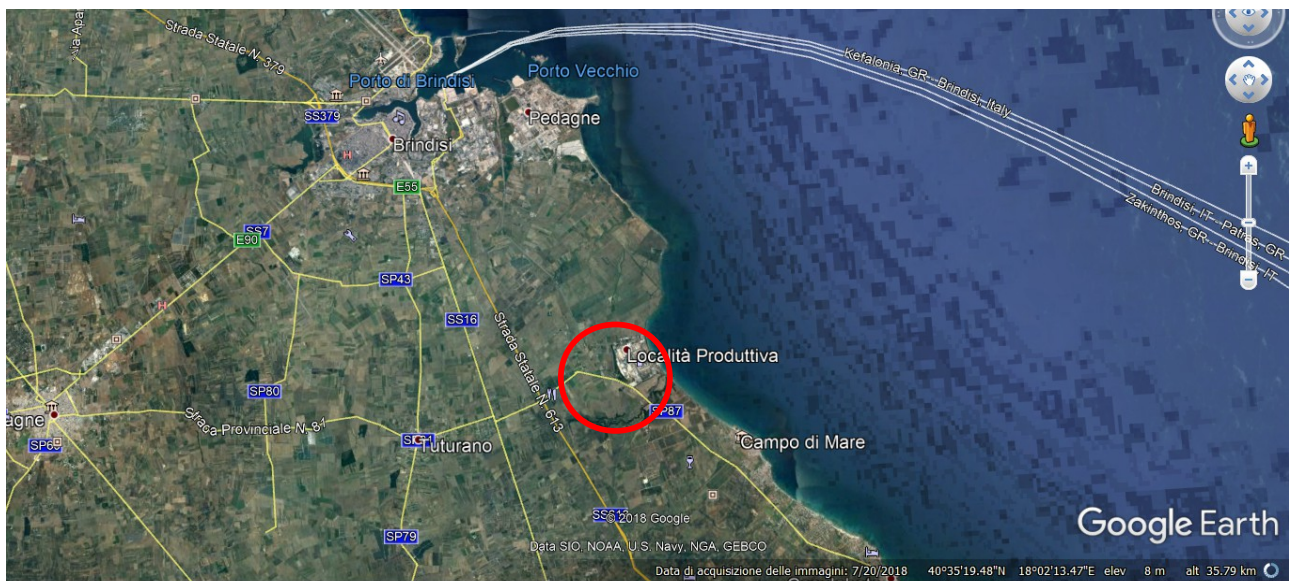 Strada Statale N. 379
Kefalonia, GR - Brindisi, Italy
Porto Vecchio
Porto di Brindisi
Pedagne
SS379
Brindisi
E55
Brindisi, IT - Patras, GR
Zakinthos, GR - Brindisi, IT
SS7
E90
SP43
SS16
Strada Statale N. 613
Località Produttiva
SP80
SP87
Strada Provinciale N. 81
agne
Tuturano
Campo di Mare
© 2018 Google
SP79
Google Earth
Data SIO, NOAA, U.S. Navy, NGA, GEBCO
Data di acquisizione delle immagini: 7/20/2018 40°35'19.48"N 18°02'13.47"E elev 8 m alt 35.79 km